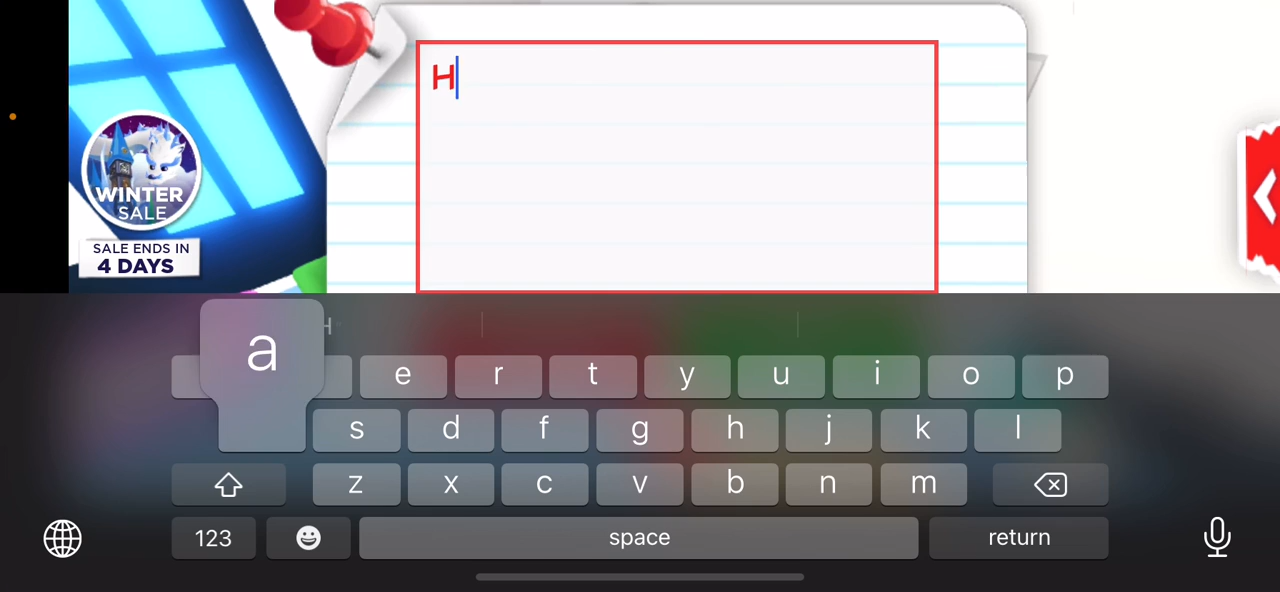 H
WINTER
SALE
SALE ENDS IN
4 DAYS
H
a
e r t y u i o p
s d f g h j k l
z x c v b n m
123 space return